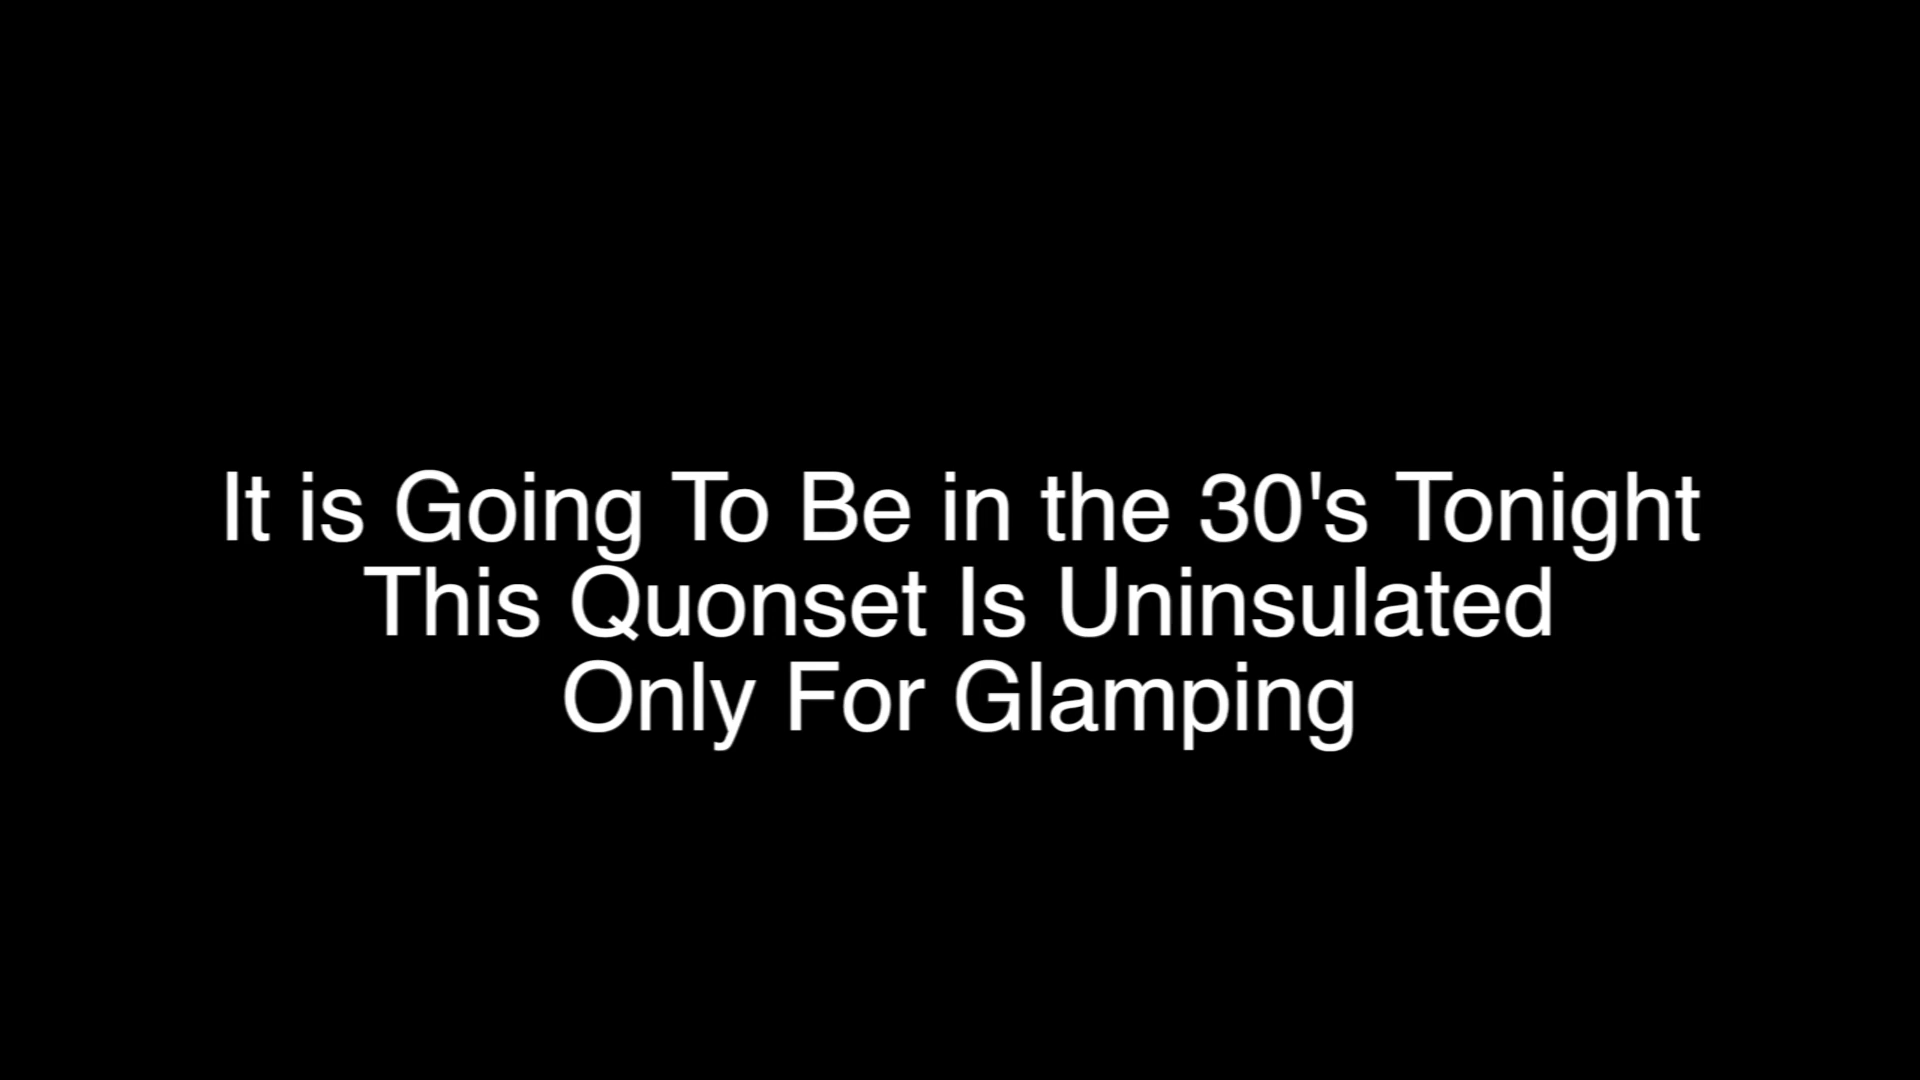 It is Going To Be in the 30's Tonight
This Quonset Is Uninsulated
Only For Glamping